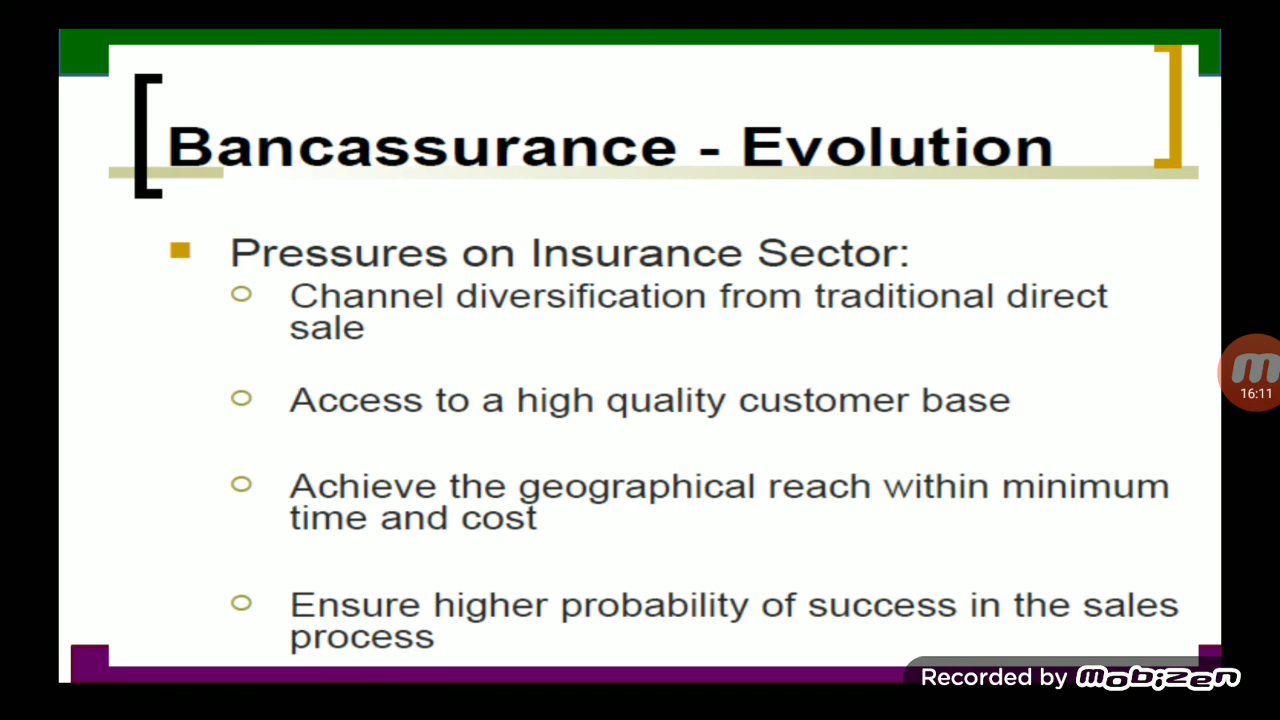 Bancassurance - Evolution
Pressures on Insurance Sector:
Channel diversification from traditional direct
sale
Access to a high quality customer base
Achieve the geographical reach within minimum
time and cost
Ensure higher probability of success in the sales
process
m
16:11
Recorded by mobizen